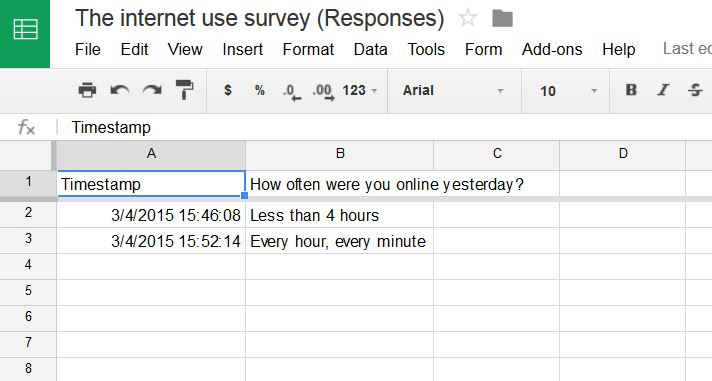 The internet use survey (Responses)
File Edit View Insert Format Data Tools Form Add-ons Help Last ec
$ % .0 .00 123 Arial 10 B I S
fx Timestamp
A B C D
1 Timestamp How often were you online yesterday?
2 3/4/2015 15:46:08 Less than 4 hours
3 3/4/2015 15:52:14 Every hour, every minute
4
5
6
7
8